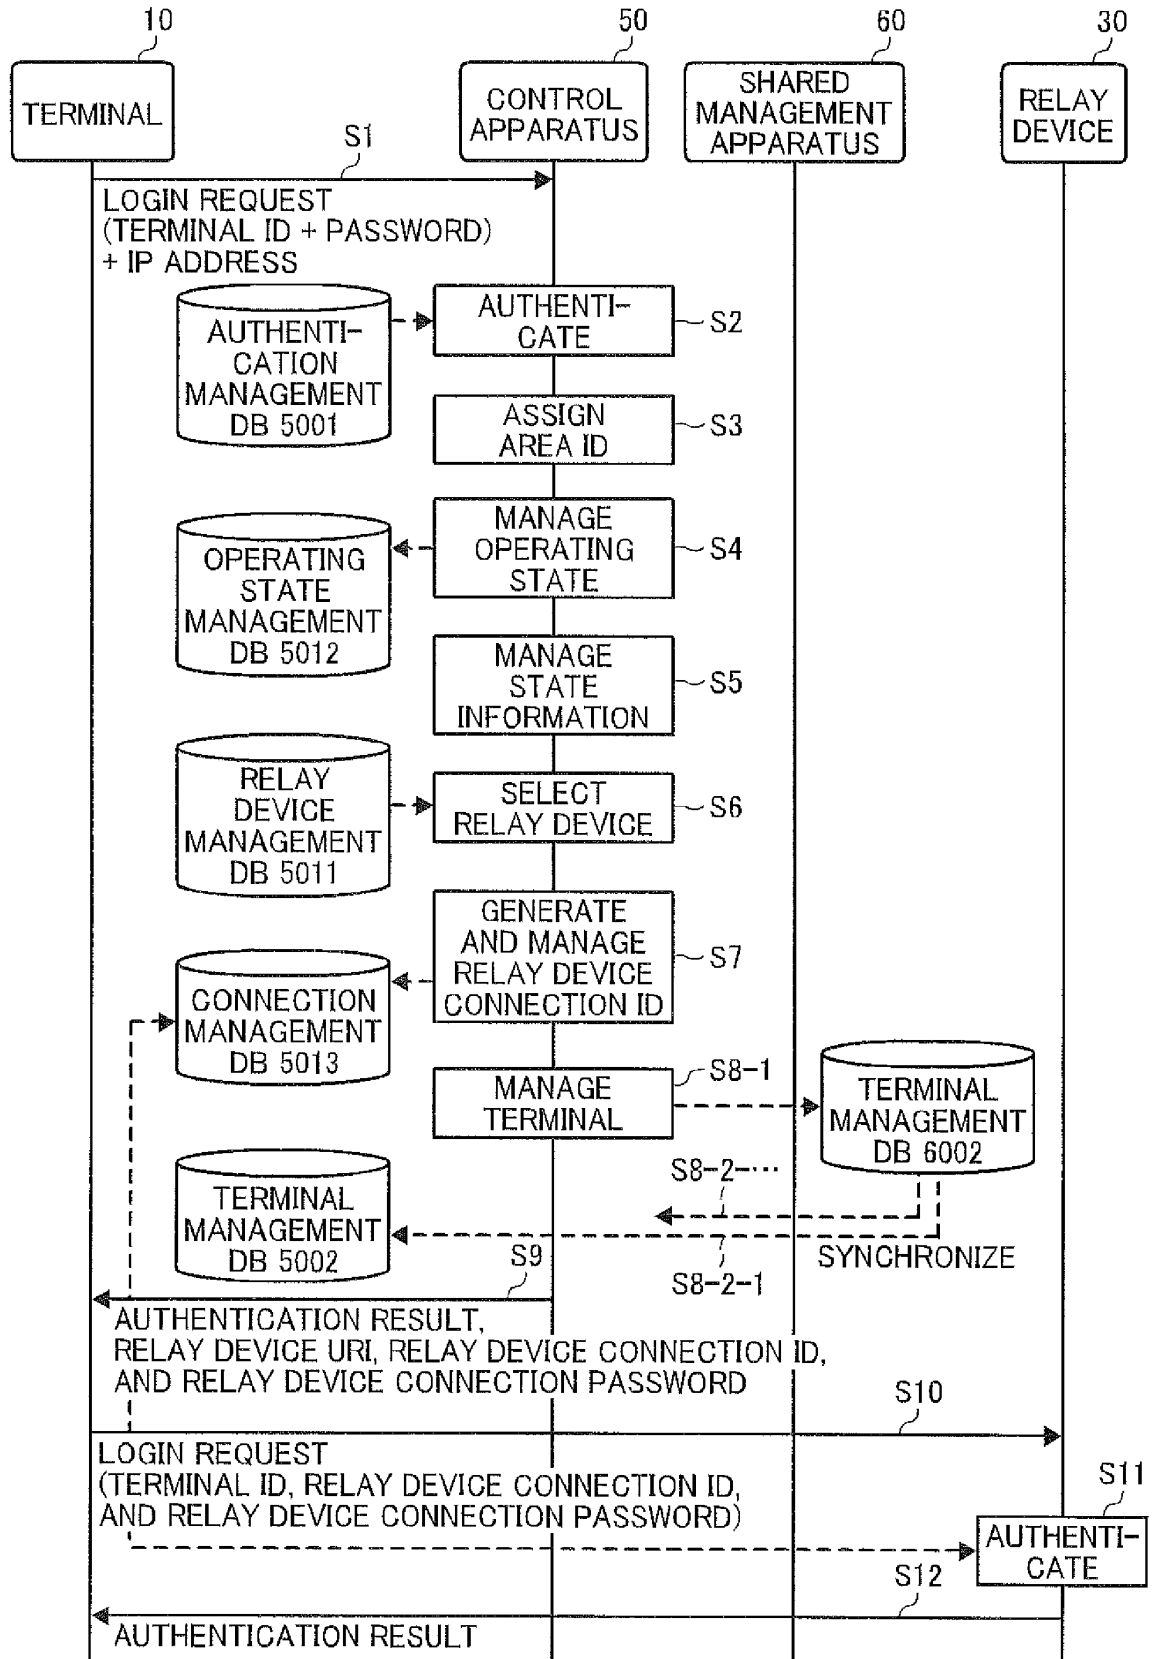 10
50
60
30
TERMINAL
CONTROL
APPARATUS
SHARED
MANAGEMENT
APPARATUS
RELAY
DEVICE
S1
LOGIN REQUEST
(TERMINAL ID + PASSWORD)
+ IP ADDRESS
AUTHENTI-
CATION
MANAGEMENT
DB 5001
AUTHENTI-
CATE
S2
ASSIGN
AREA ID
S3
OPERATING
STATE
MANAGEMENT
DB 5012
MANAGE
OPERATING
STATE
S4
MANAGE
STATE
INFORMATION
S5
RELAY
DEVICE
MANAGEMENT
DB 5011
SELECT
RELAY DEVICE
S6
GENERATE
AND MANAGE
RELAY DEVICE
CONNECTION ID
S7
CONNECTION
MANAGEMENT
DB 5013
MANAGE
TERMINAL
S8-1
TERMINAL
MANAGEMENT
DB 6002
S8-2-···
TERMINAL
MANAGEMENT
DB 5002
SYNCHRONIZE
S8-2-1
S9
AUTHENTICATION RESULT,
RELAY DEVICE URI, RELAY DEVICE CONNECTION ID,
AND RELAY DEVICE CONNECTION PASSWORD
S10
LOGIN REQUEST
(TERMINAL ID, RELAY DEVICE CONNECTION ID,
AND RELAY DEVICE CONNECTION PASSWORD)
S11
AUTHENTI-
CATE
S12
AUTHENTICATION RESULT